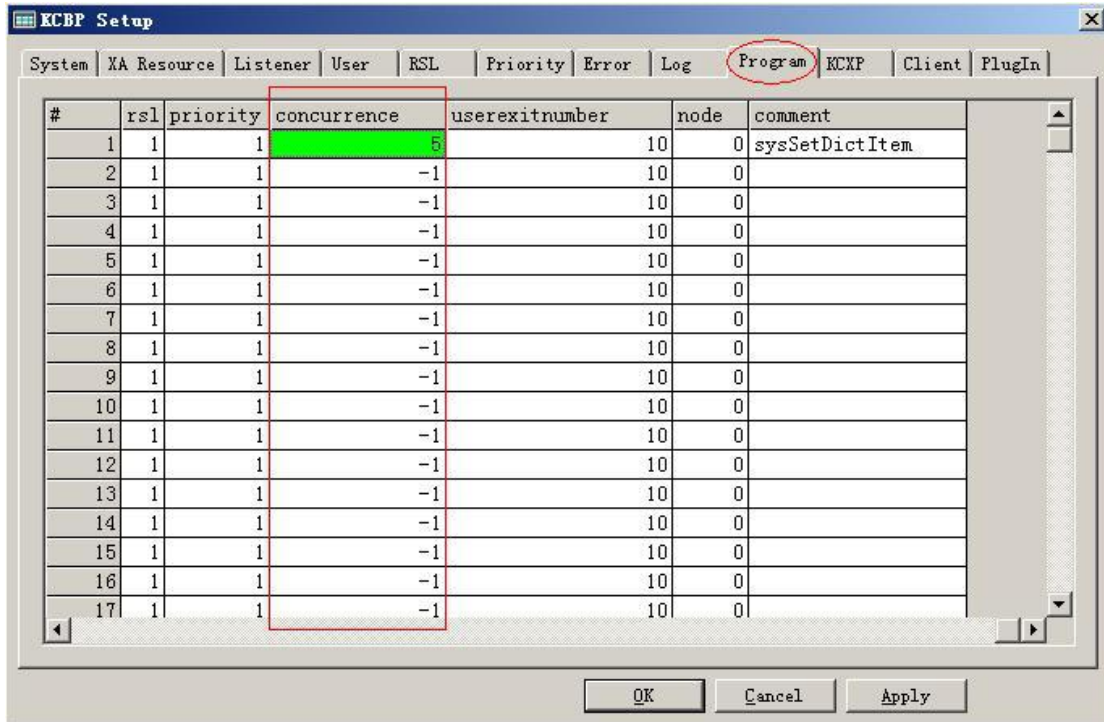 KCBP Setup
System XA Resource Listener User RSL Priority Error Log Program KCXP Client PlugIn
# rsl priority concurrence userexitnumber node comment
1 1 1 5 10 0 sysSetDictItem
2 1 1 -1 10 0
3 1 1 -1 10 0
4 1 1 -1 10 0
5 1 1 -1 10 0
6 1 1 -1 10 0
7 1 1 -1 10 0
8 1 1 -1 10 0
9 1 1 -1 10 0
10 1 1 -1 10 0
11 1 1 -1 10 0
12 1 1 -1 10 0
13 1 1 -1 10 0
14 1 1 -1 10 0
15 1 1 -1 10 0
16 1 1 -1 10 0
17 1 1 -1 10 0
OK Cancel Apply